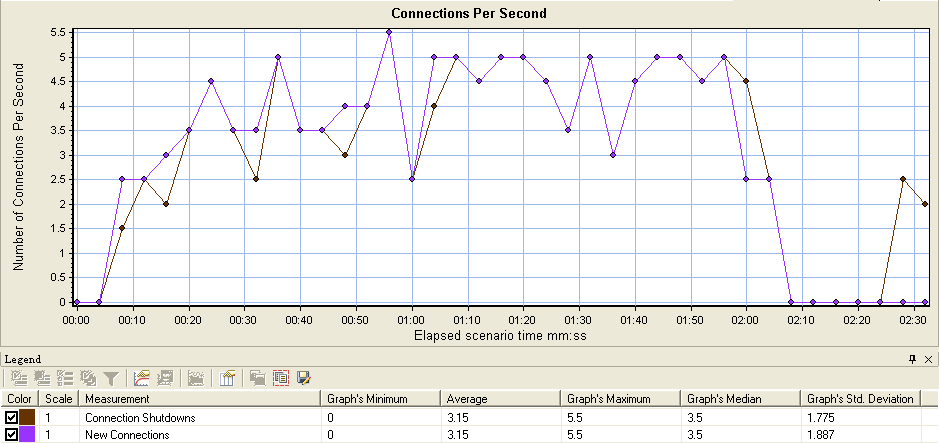 Connections Per Second
Number of Connections Per Second
5.5
5
4.5
4
3.5
3
2.5
2
1.5
1
0.5
0
00:00 00:10 00:20 00:30 00:40 00:50 01:00 01:10 01:20 01:30 01:40 01:50 02:00 02:10 02:20 02:30
Elapsed scenario time mm:ss
Legend
Color Scale Measurement Graph's Minimum Average Graph's Maximum Graph's Median Graph's Std. Deviation
1 Connection Shutdowns 0 3.15 5.5 3.5 1.775
1 New Connections 0 3.15 5.5 3.5 1.887